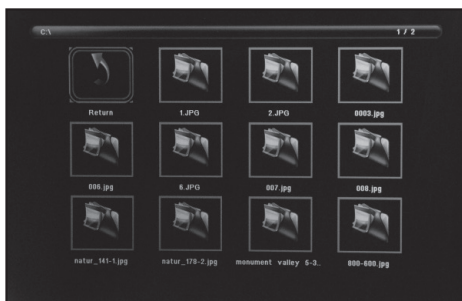 C:\ 1 / 2
Return 1.JPG 2.JPG 0003.jpg
006.jpg 6.JPG 007.jpg 008.jpg
natur_141-1.jpg natur_178-2.jpg monument valley 5-3.. 800-600.jpg